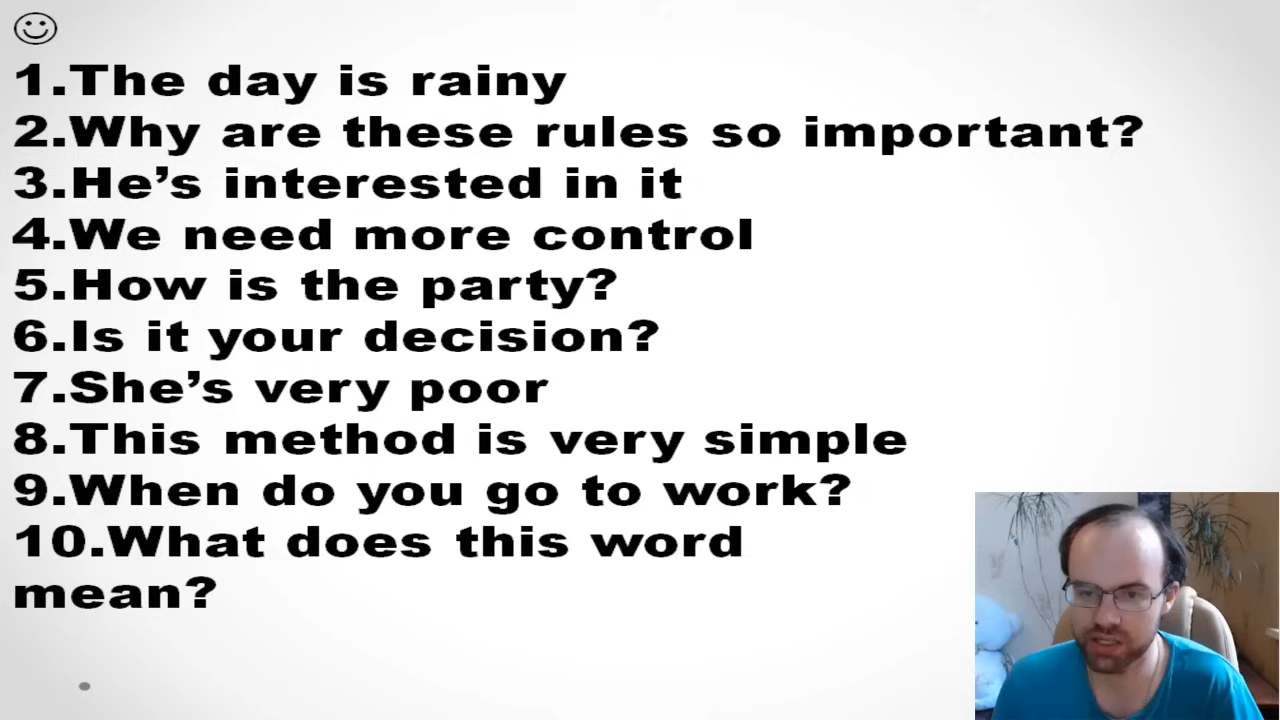 ☺
1.The day is rainy
2.Why are these rules so important?
3.He’s interested in it
4.We need more control
5.How is the party?
6.Is it your decision?
7.She’s very poor
8.This method is very simple
9.When do you go to work?
10.What does this word
mean?